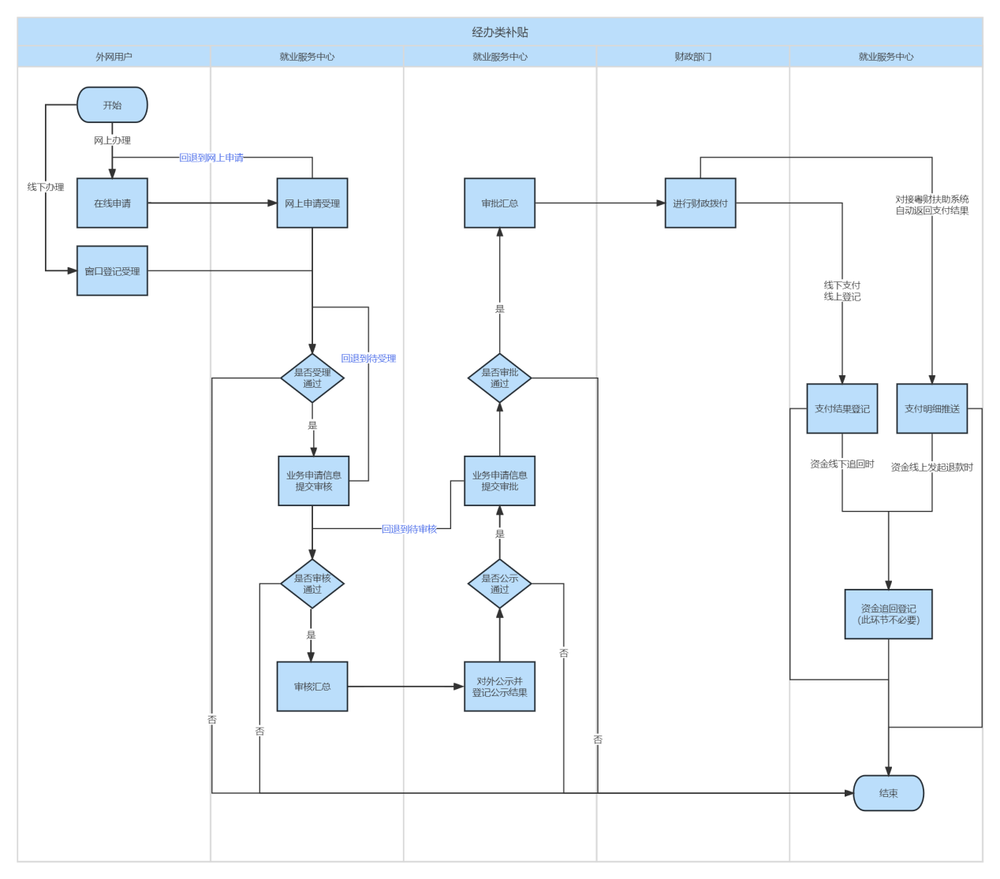 经办类补贴
外网用户
就业服务中心
就业服务中心
财政部门
就业服务中心
开始
网上办理
回退到网上申请
线下办理
在线申请
网上申请受理
审批汇总
进行财政拨付
对接粤财扶助系统
自动返回支付结果
窗口登记受理
线下支付
线上登记
是
回退到待受理
是否受理
通过
是否审批
通过
支付结果登记
支付明细推送
是
资金线下追回时
资金线上发起退款时
业务申请信息
提交审核
业务申请信息
提交审批
回退到待审核
是
是否审核
通过
是否公示
通过
资金追回登记
（此环节不必要）
是
否
审核汇总
对外公示并
登记公示结果
否
否
否
结束